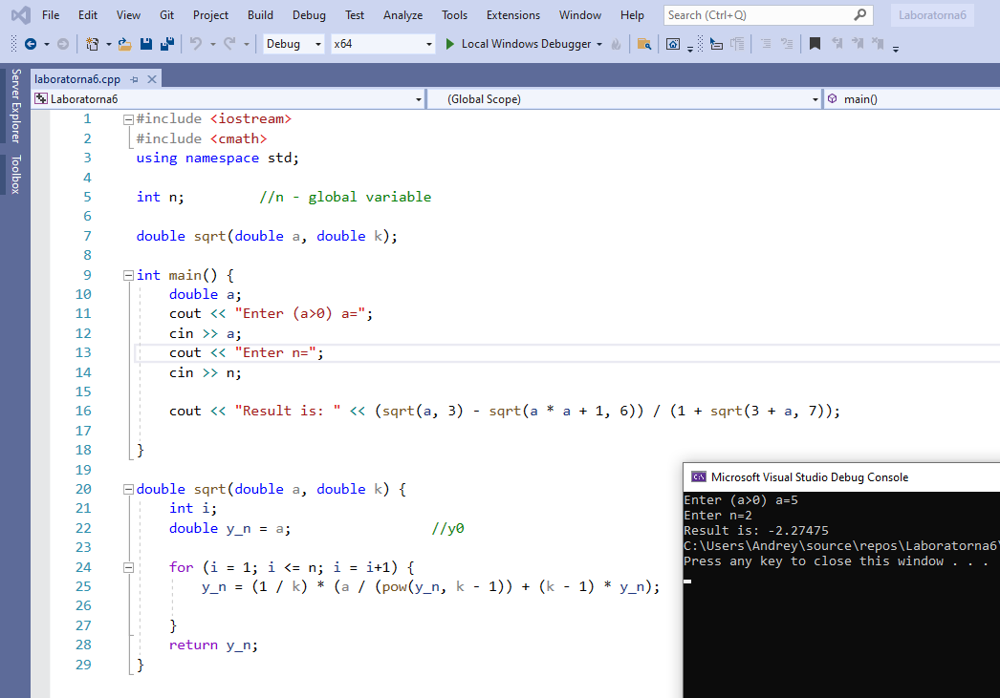 File Edit View Git Project Build Debug Test Analyze Tools Extensions Window Help Search (Ctrl+Q) Laboratorna6
Debug x64 Local Windows Debugger
Server Explorer
Toolbox
laboratorna6.cpp
Laboratorna6 (Global Scope) main()
1 #include <iostream>
2 #include <cmath>
3 using namespace std;
4
5 int n; //n - global variable
6
7 double sqrt(double a, double k);
8
9 int main() {
10 double a;
11 cout << "Enter (a>0) a=";
12 cin >> a;
13 cout << "Enter n=";
14 cin >> n;
15
16 cout << "Result is: " << (sqrt(a, 3) - sqrt(a * a + 1, 6)) / (1 + sqrt(3 + a, 7));
17
18 }
19
20 double sqrt(double a, double k) {
21 int i;
22 double y_n = a; //y0
23
24 for (i = 1; i <= n; i = i+1) {
25 y_n = (1 / k) * (a / (pow(y_n, k - 1)) + (k - 1) * y_n);
26
27 }
28 return y_n;
29 }
Microsoft Visual Studio Debug Console
Enter (a>0) a=5
Enter n=2
Result is: -2.27475
C:\Users\Andrey\source\repos\Laboratorna6\
Press any key to close this window . . .